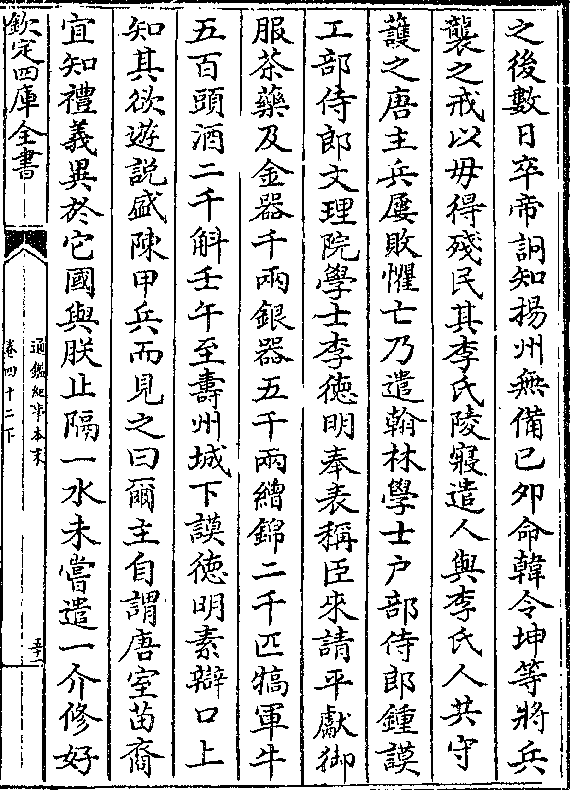 之後數日卒帝詗知揚州無備已夘命韓令坤等將兵
襲之戒以毋得殘民其李氏陵寢遣人與李氏人共守
䕶之唐主兵屢敗懼亡乃遣翰林學士户部侍郎鍾謨
工部侍郎文理院學士李德明奉表稱臣來請平獻御
服茶藥及金器千兩銀器五千兩繒錦二千匹犒軍牛
五百頭酒二千斛壬午至壽州城下謨德明素辯口上
知其欲遊説盛陳甲兵而見之曰爾主自謂唐室苗裔
宜知禮義異於它國與朕止隔一水未嘗遣一介修好
欽定四庫全書
通鑑紀事本末
卷四十二下